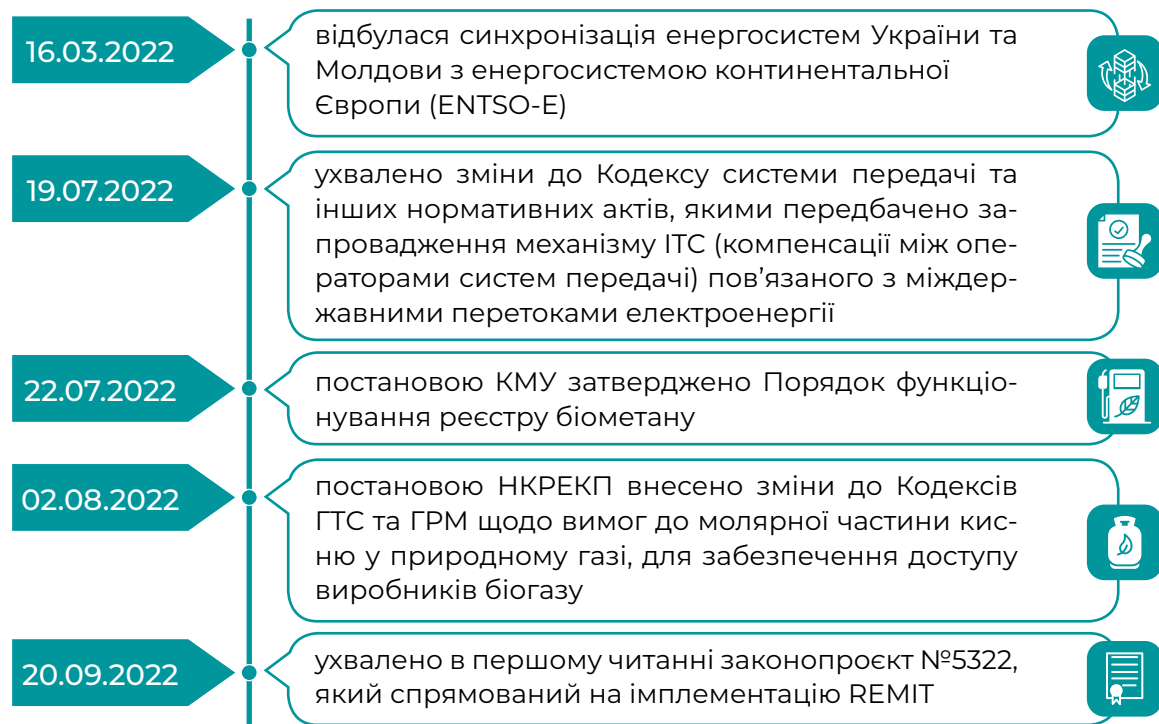 16.03.2022
відбулася синхронізація енергосистем України та
Молдови з енергосистемою континентальної
Європи (ENTSO-E)
19.07.2022
ухвалено зміни до Кодексу системи передачі та
інших нормативних актів, якими передбачено за-
провадження механізму ITC (компенсації між опе-
раторами систем передачі) пов’язаного з міждер-
жавними перетоками електроенергії
22.07.2022
постановою КМУ затверджено Порядок функціо-
нування реєстру біометану
02.08.2022
постановою НКРЕКП внесено зміни до Кодексів
ГТС та ГРМ щодо вимог до молярної частини кис-
ню у природному газі, для забезпечення доступу
виробників біогазу
20.09.2022
ухвалено в першому читанні законопроєкт №5322,
який спрямований на імплементацію REMIT